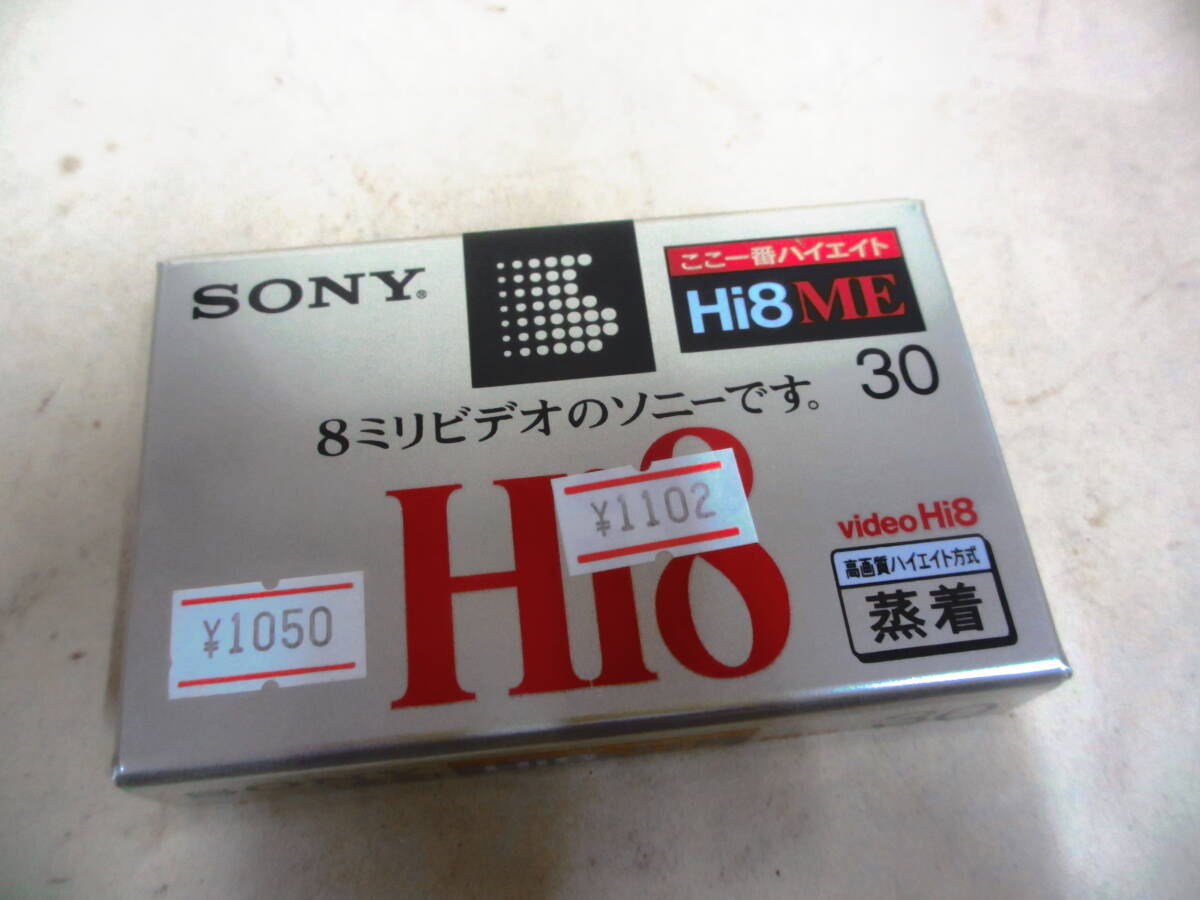 SONY®
ここ一番ハイエイト
Hi8ME
30
8ミリビデオのソニーです。
Hi8
¥1102
¥1050
video Hi8
高画質ハイエイト方式
蒸着
30